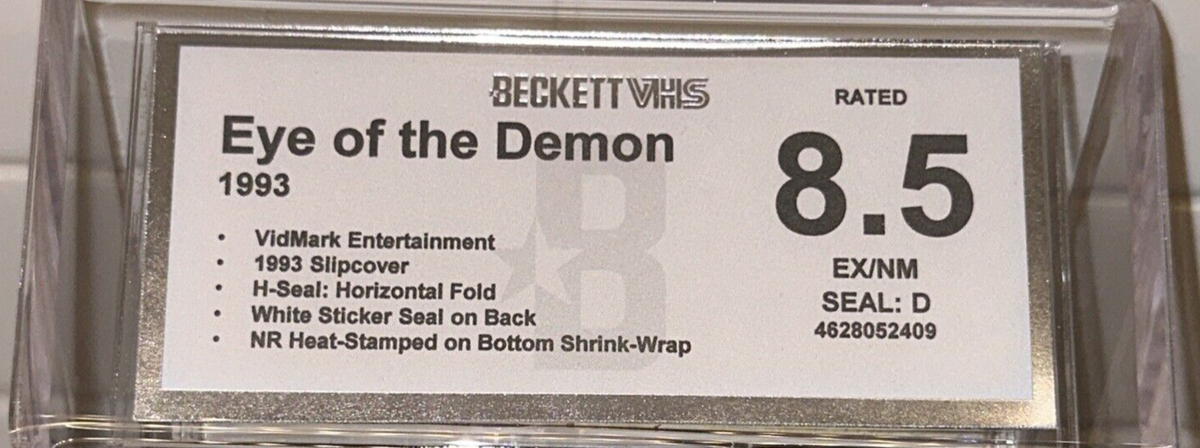 BECKETT VHS
Eye of the Demon
1993
• VidMark Entertainment
• 1993 Slipcover
• H-Seal: Horizontal Fold
• White Sticker Seal on Back
• NR Heat-Stamped on Bottom Shrink-Wrap
RATED
8.5
EX/NM
SEAL: D
4628052409
B